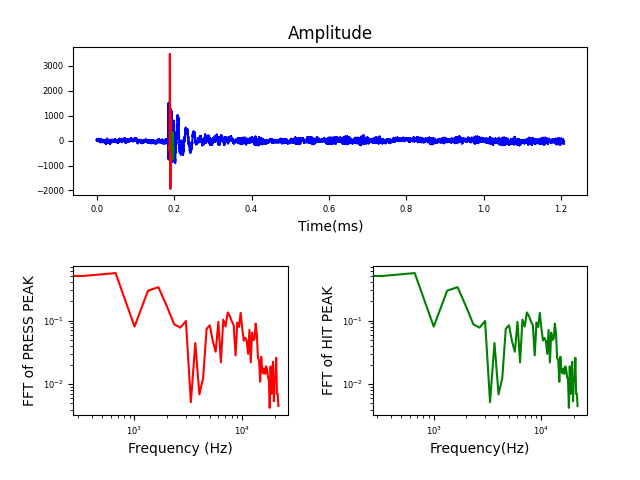 Amplitude
3000
2000
1000
0
−1000
−2000
0.0 0.2 0.4 0.6 0.8 1.0 1.2
Time(ms)
FFT of PRESS PEAK
10⁻¹
10⁻²
10³ 10⁴
Frequency (Hz)
FFT of HIT PEAK
10⁻¹
10⁻²
10³ 10⁴
Frequency(Hz)